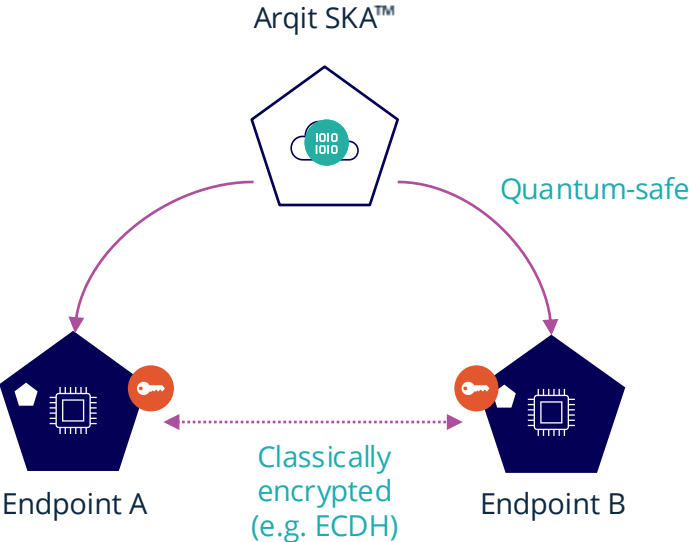 Arqit SKA™
1010
1010
Quantum-safe
Classically
encrypted
(e.g. ECDH)
Endpoint A
Endpoint B